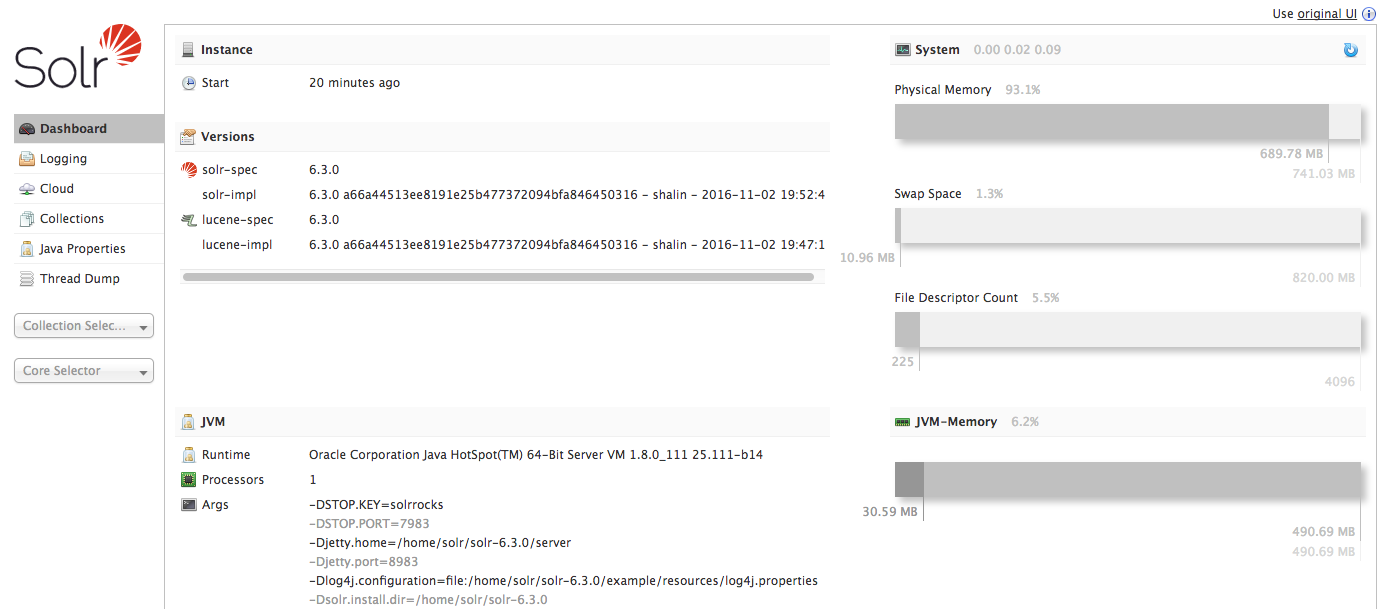 Use original UI
Solr
Dashboard
Logging
Cloud
Collections
Java Properties
Thread Dump
Collection Selec...
Core Selector
Instance
Start 20 minutes ago
Versions
solr-spec 6.3.0
solr-impl 6.3.0 a66a44513ee8191e25b477372094bfa846450316 - shalin - 2016-11-02 19:52:4
lucene-spec 6.3.0
lucene-impl 6.3.0 a66a44513ee8191e25b477372094bfa846450316 - shalin - 2016-11-02 19:47:1
JVM
Runtime Oracle Corporation Java HotSpot(TM) 64-Bit Server VM 1.8.0_111 25.111-b14
Processors 1
Args -DSTOP.KEY=solrrocks
-DSTOP.PORT=7983
-Djetty.home=/home/solr/solr-6.3.0/server
-Djetty.port=8983
-Dlog4j.configuration=file:/home/solr/solr-6.3.0/example/resources/log4j.properties
-Dsolr.install.dir=/home/solr/solr-6.3.0
System 0.00 0.02 0.09
Physical Memory 93.1%
689.78 MB
741.03 MB
Swap Space 1.3%
10.96 MB
820.00 MB
File Descriptor Count 5.5%
225
4096
JVM-Memory 6.2%
30.59 MB
490.69 MB
490.69 MB